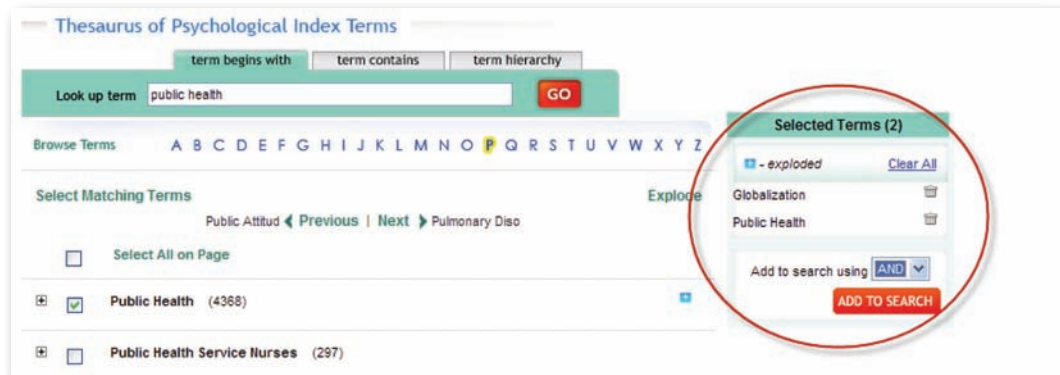 Thesaurus of Psychological Index Terms
term begins with term contains term hierarchy
Look up term public health GO
Browse Terms A B C D E F G H I J K L M N O P Q R S T U V W X Y Z
Select Matching Terms Explode
Public Attitud Previous | Next Pulmonary Diso
Select All on Page
Public Health (4368)
Public Health Service Nurses (297)
Selected Terms (2)
- exploded Clear All
Globalization
Public Health
Add to search using AND
ADD TO SEARCH